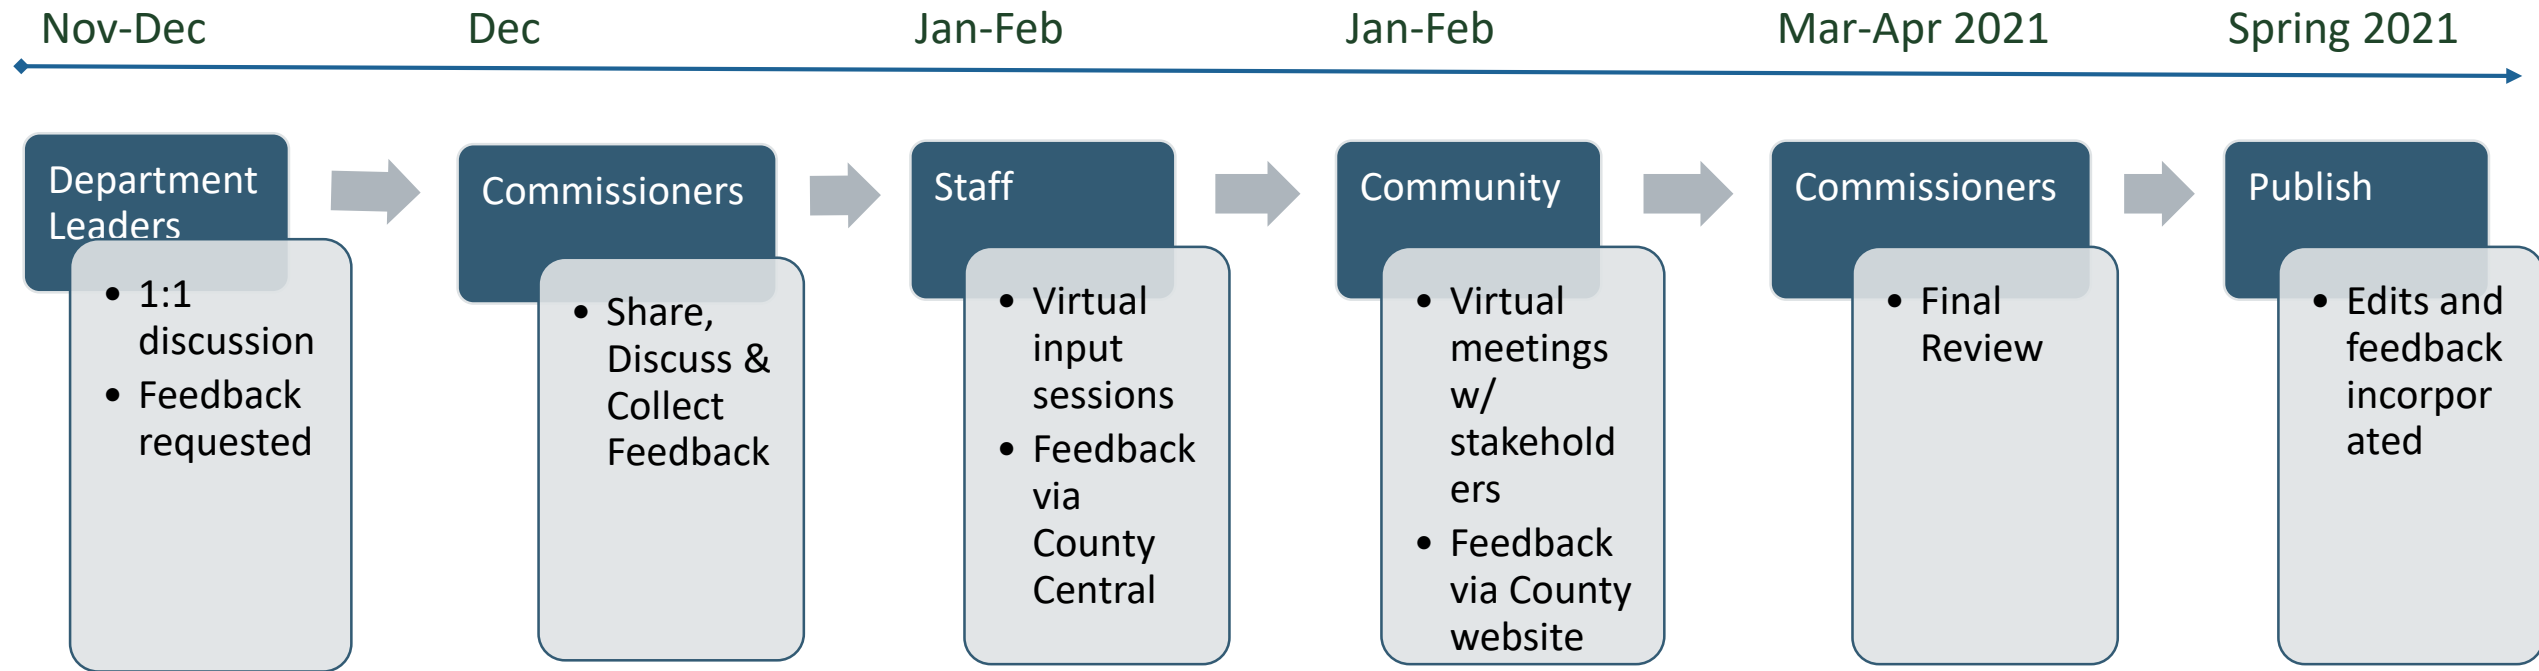 Nov-Dec
Dec
Jan-Feb
Jan-Feb
Mar-Apr 2021
Spring 2021
Department
Leaders
• 1:1
discussion
• Feedback
requested
Commissioners
• Share,
Discuss &
Collect
Feedback
Staff
• Virtual
input
sessions
• Feedback
via
County
Central
Community
• Virtual
meetings
w/
stakehold
ers
• Feedback
via County
website
Commissioners
• Final
Review
Publish
• Edits and
feedback
incorpor
ated